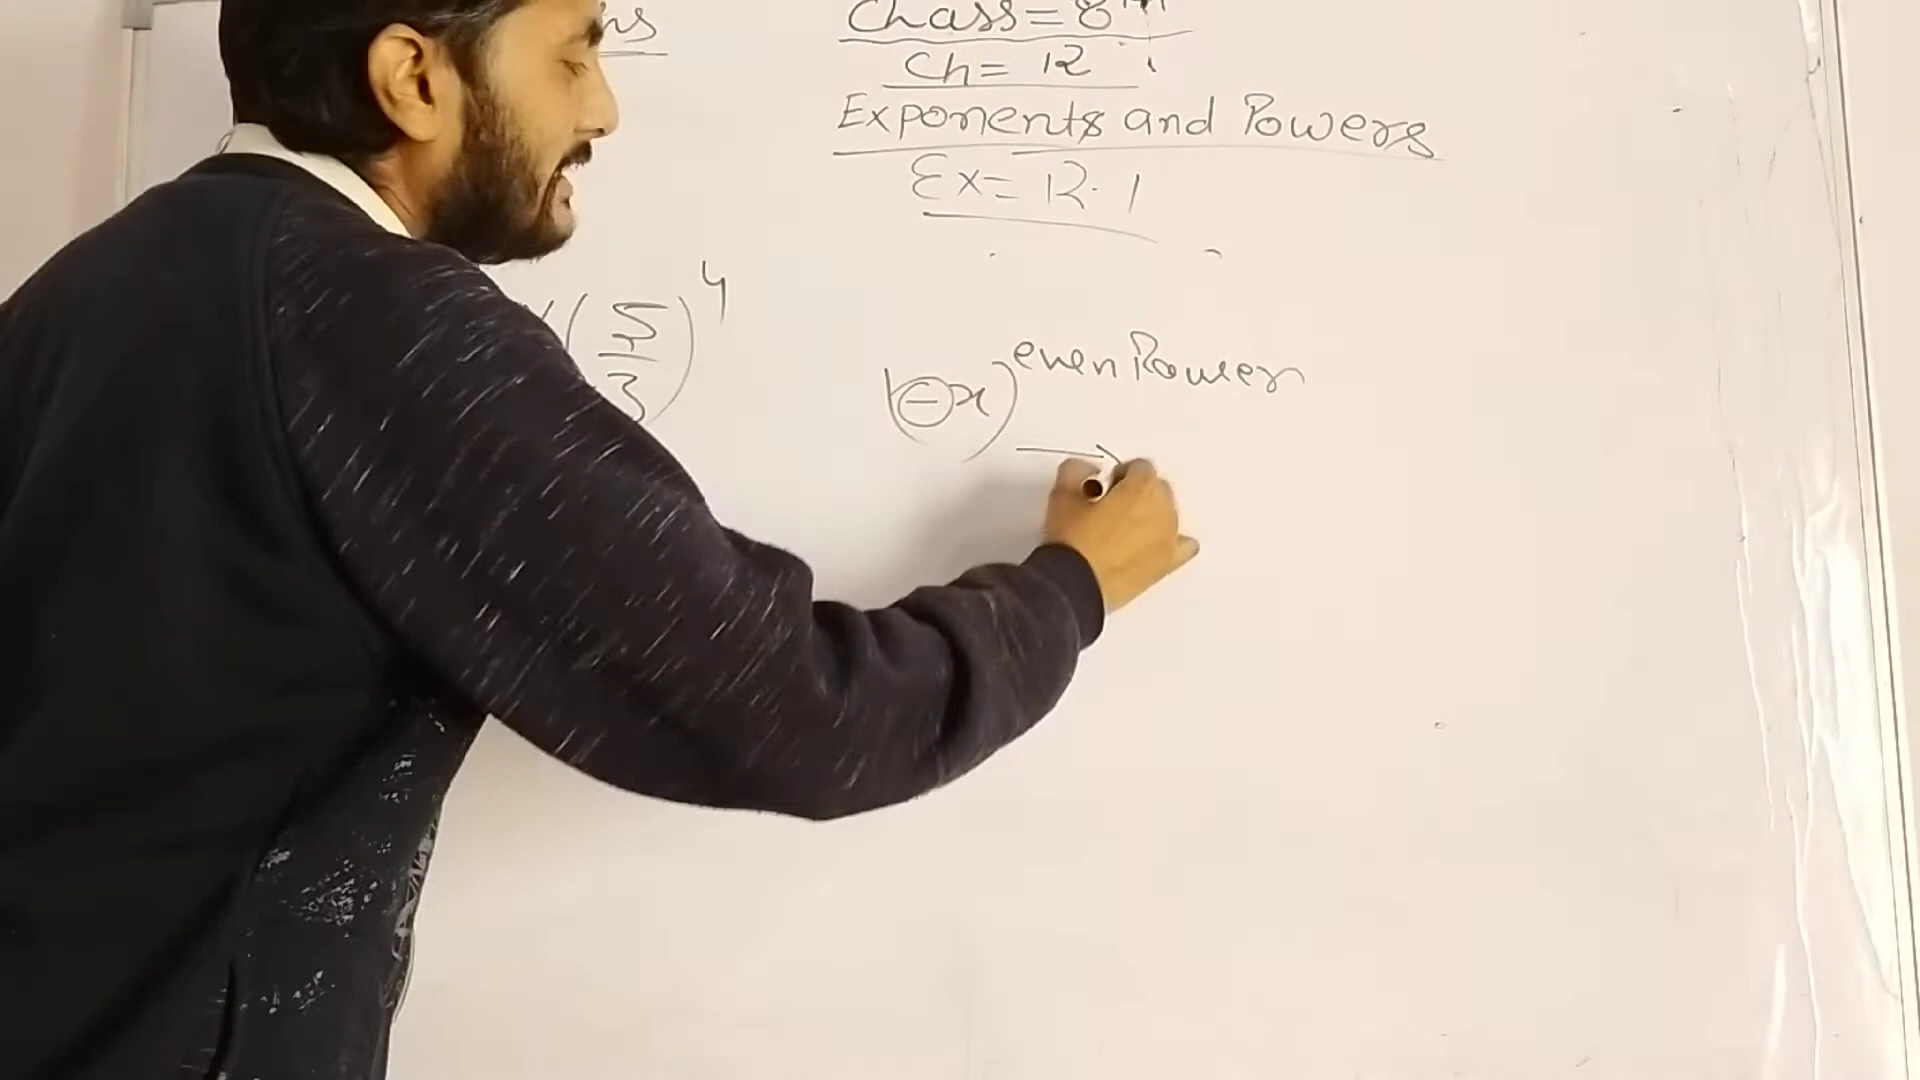 Class = 8th
Ch = 12
Exponents and Powers
Ex = 12.1
(5/3)^4
(-x)^even Power